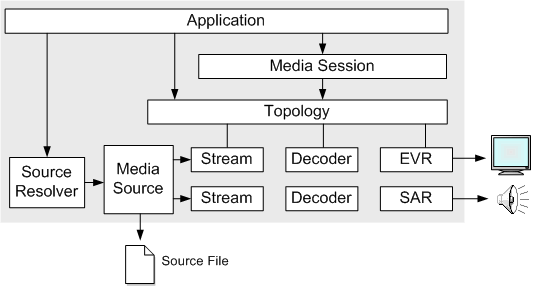 Application
Media Session
Topology
Source
Resolver
Media
Source
Stream
Decoder
EVR
Stream
Decoder
SAR
Source File